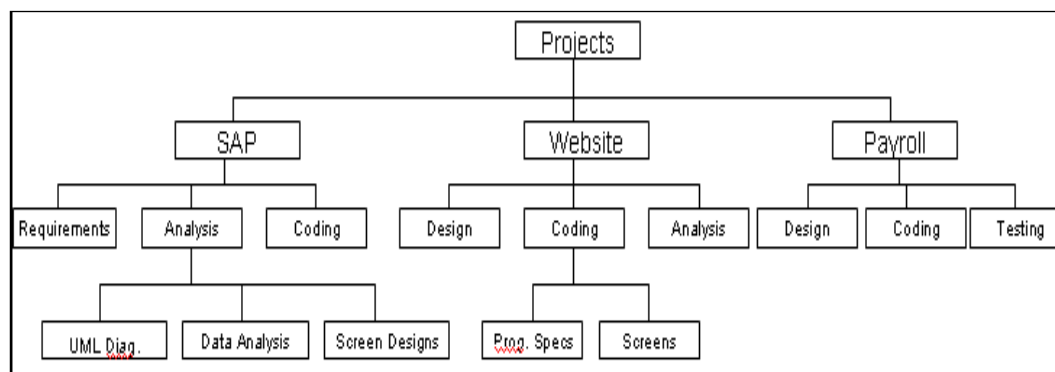 Projects
SAP
Website
Payroll
Requirements
Analysis
Coding
Design
Coding
Analysis
Design
Coding
Testing
UML Diag.
Data Analysis
Screen Designs
Prog. Specs
Screens